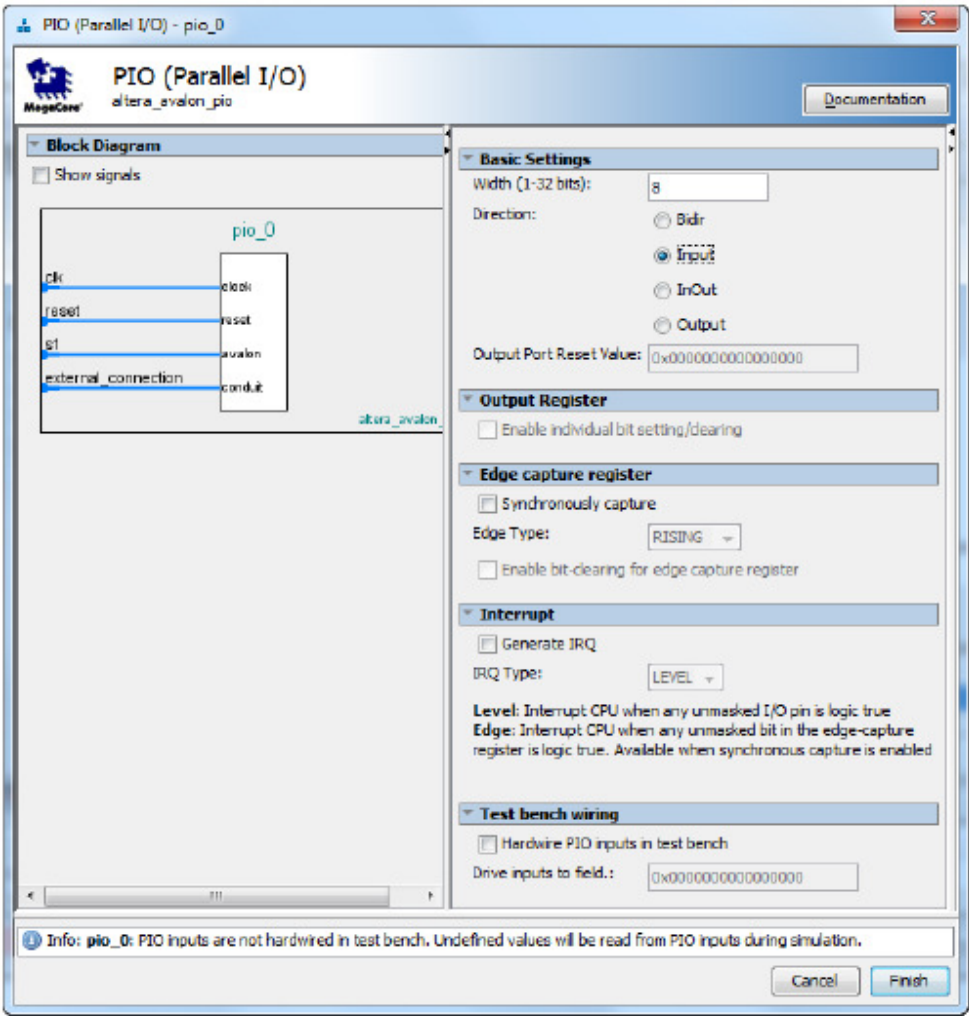 PIO (Parallel I/O) - pio_0
PIO (Parallel I/O)
altera_avalon_pio
MegaCore'
Documentation
Block Diagram
Show signals
pio_0
clk
clock
reset
reset
s1
avalon
external_connection
conduit
altera_avalon_
Basic Settings
Width (1-32 bits):
8
Direction:
Bidir
Input
InOut
Output
Output Port Reset Value:
0x0000000000000000
Output Register
Enable individual bit setting/clearing
Edge capture register
Synchronously capture
Edge Type:
RISING
Enable bit-clearing for edge capture register
Interrupt
Generate IRQ
IRQ Type:
LEVEL
Level: Interrupt CPU when any unmasked I/O pin is logic true
Edge: Interrupt CPU when any unmasked bit in the edge-capture
register is logic true. Available when synchronous capture is enabled
Test bench wiring
Hardwire PIO inputs in test bench
Drive inputs to field.:
0x0000000000000000
Info: pio_0: PIO inputs are not hardwired in test bench. Undefined values will be read from PIO inputs during simulation.
Cancel
Finish